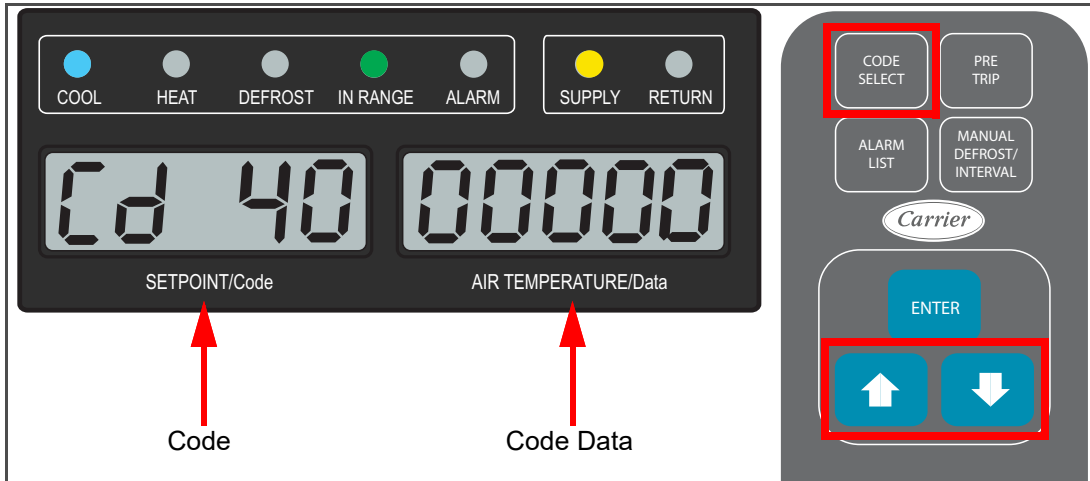 COOL HEAT DEFROST IN RANGE ALARM SUPPLY RETURN
Cd 40 00000
SETPOINT/Code AIR TEMPERATURE/Data
Code Code Data
CODE
SELECT
PRE
TRIP
ALARM
LIST
MANUAL
DEFROST/
INTERVAL
Carrier
ENTER